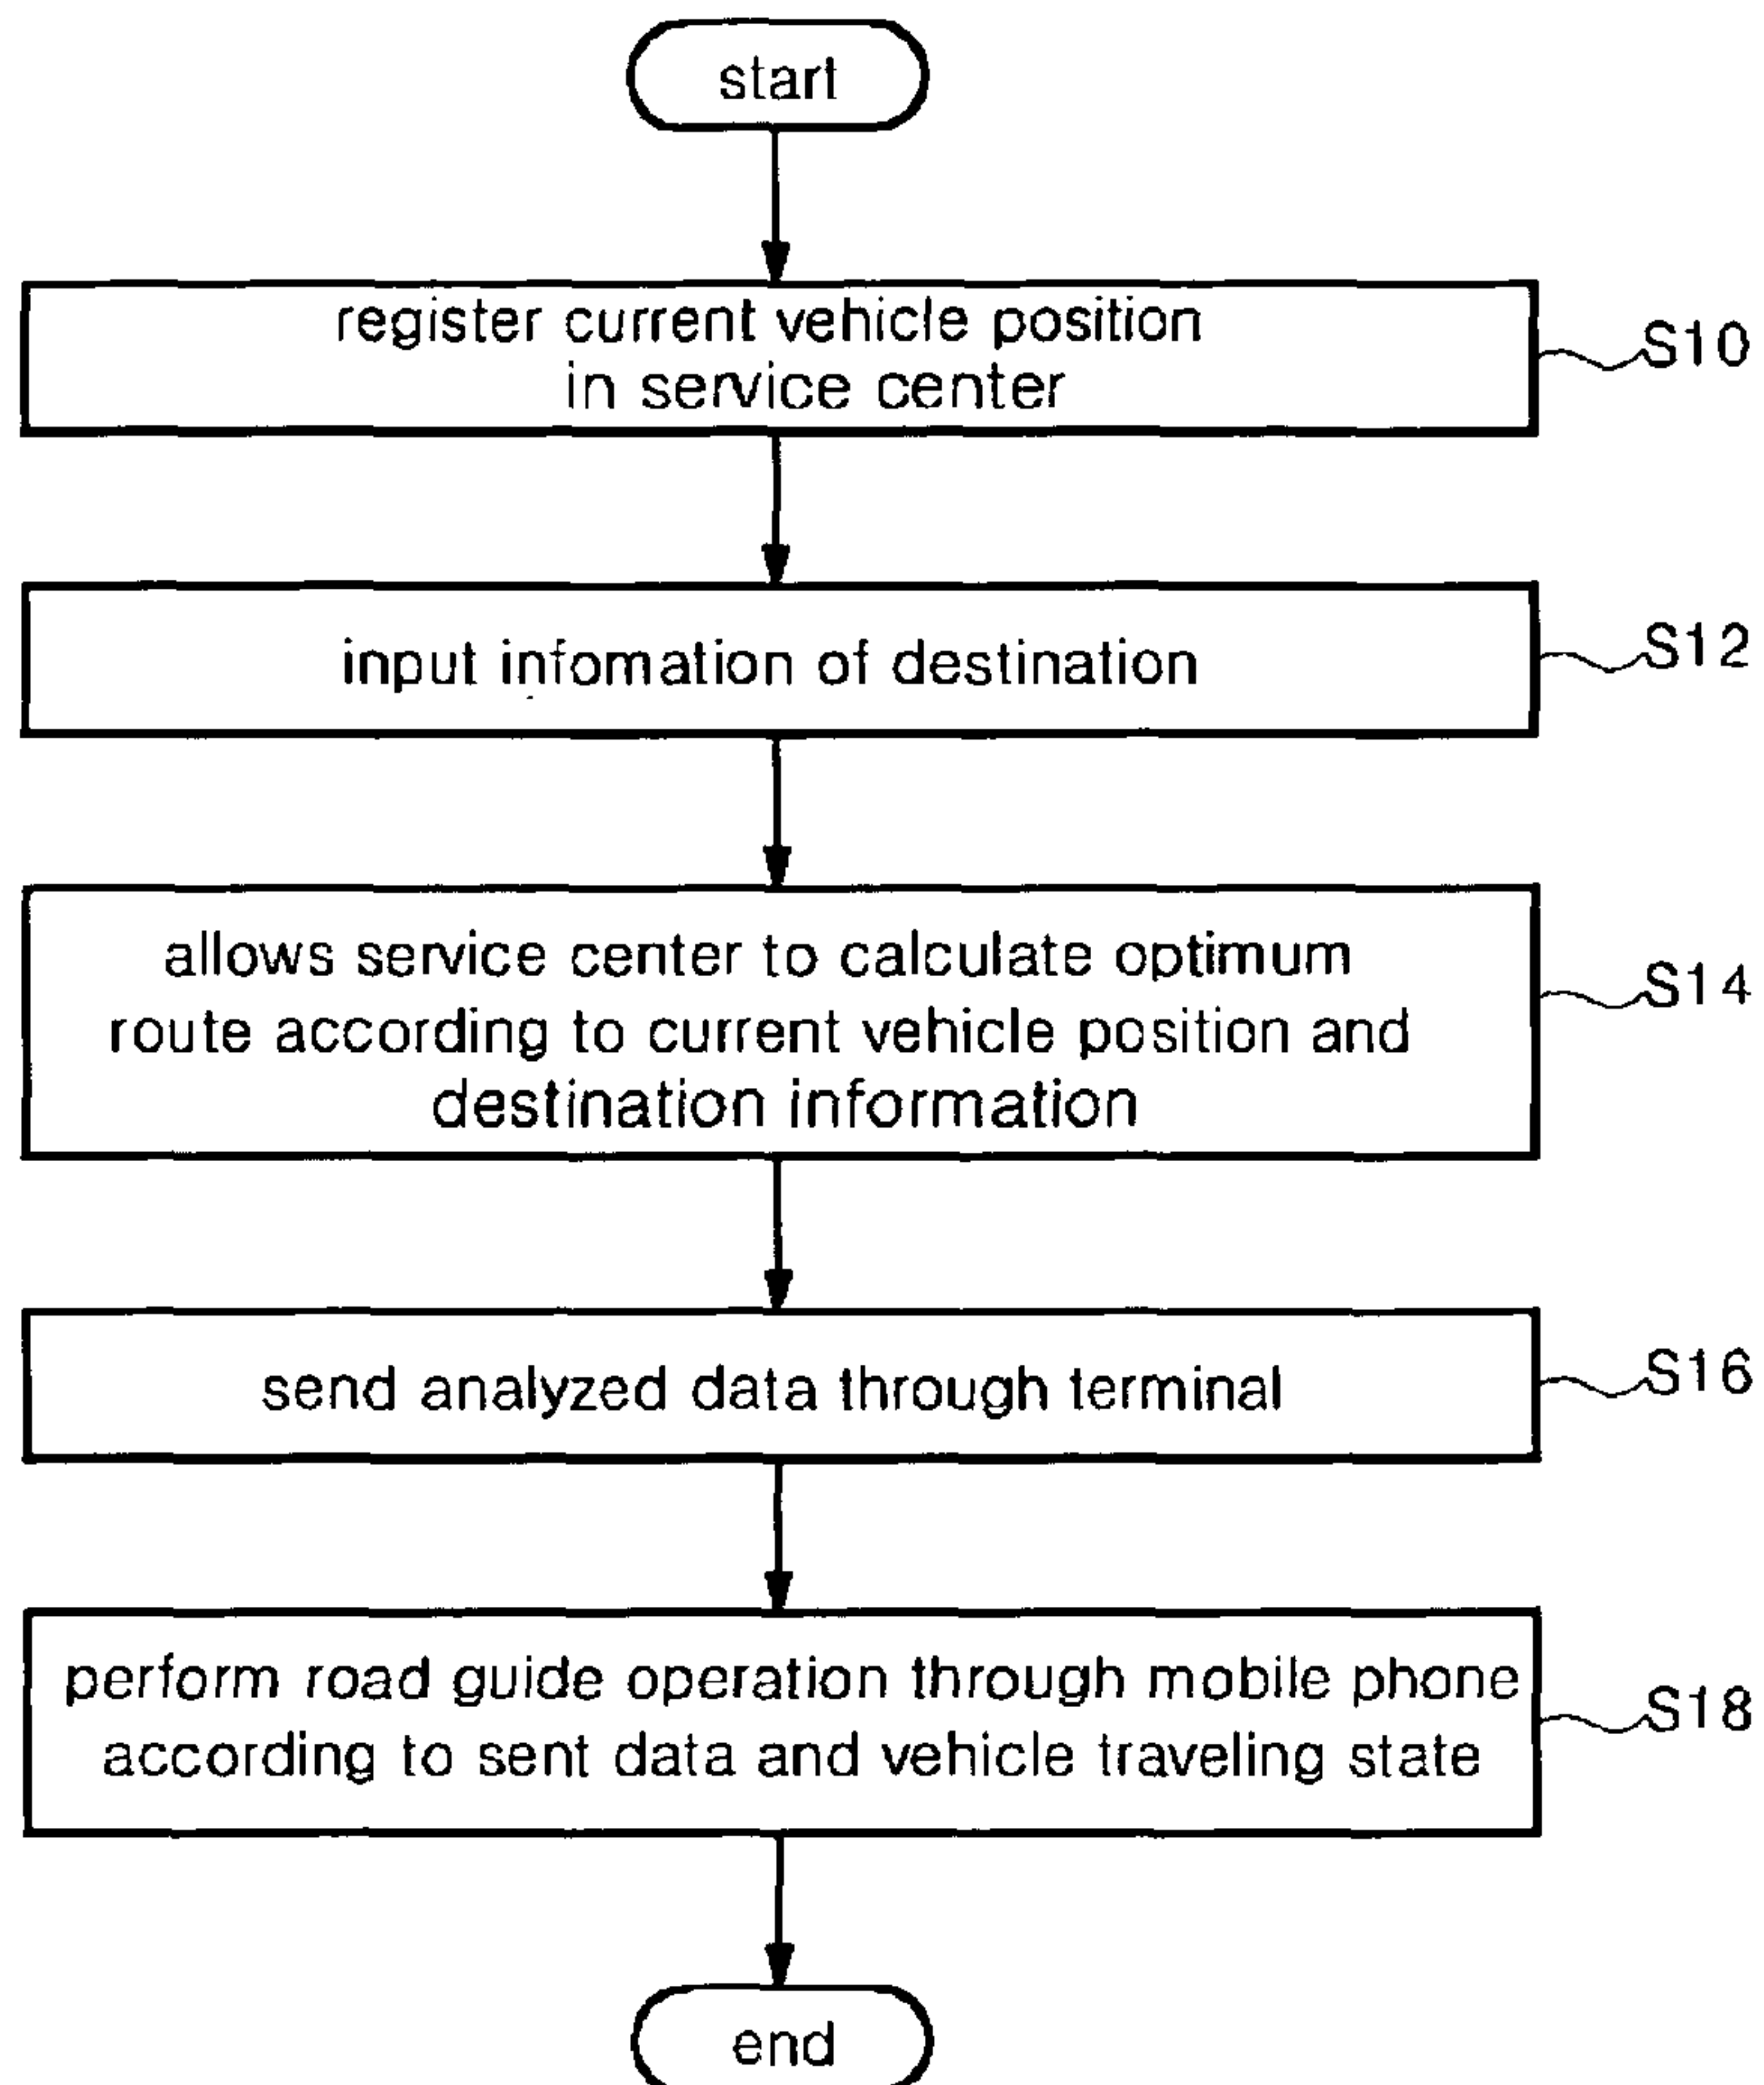 start
register current vehicle position
in service center
S10
input infomation of destination
S12
allows service center to calculate optimum
route according to current vehicle position and
destination information
S14
send analyzed data through terminal
S16
perform road guide operation through mobile phone
according to sent data and vehicle traveling state
S18
end